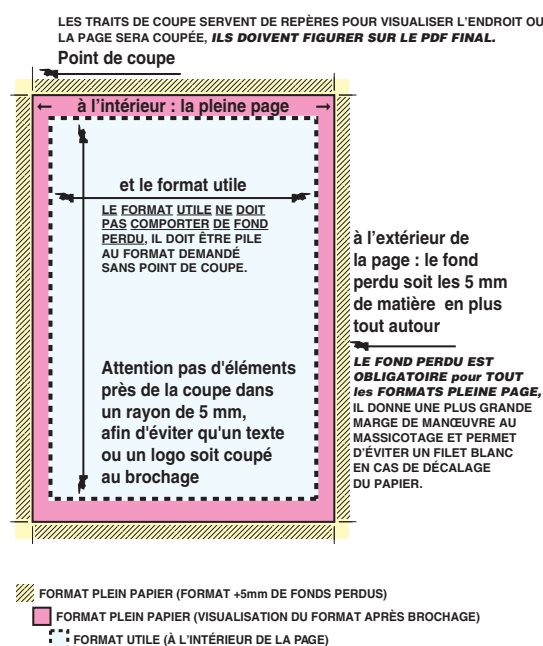 LES TRAITS DE COUPE SERVENT DE REPÈRES POUR VISUALISER L'ENDROIT OU
LA PAGE SERA COUPÉE, ILS DOIVENT FIGURER SUR LE PDF FINAL.
Point de coupe
à l'intérieur : la pleine page
et le format utile
LE FORMAT UTILE NE DOIT
PAS COMPORTER DE FOND
PERDU, IL DOIT ÊTRE PILE
AU FORMAT DEMANDÉ
SANS POINT DE COUPE.
Attention pas d'éléments
près de la coupe dans
un rayon de 5 mm,
afin d'éviter qu'un texte
ou un logo soit coupé
au brochage
à l'extérieur de
la page : le fond
perdu soit les 5 mm
de matière en plus
tout autour
LE FOND PERDU EST
OBLIGATOIRE pour TOUT
les FORMATS PLEINE PAGE,
IL DONNE UNE PLUS GRANDE
MARGE DE MANŒUVRE AU
MASSICOTAGE ET PERMET
D'ÉVITER UN FILET BLANC
EN CAS DE DÉCALAGE
DU PAPIER.
FORMAT PLEIN PAPIER (FORMAT +5mm DE FONDS PERDUS)
FORMAT PLEIN PAPIER (VISUALISATION DU FORMAT APRÈS BROCHAGE)
FORMAT UTILE (À L'INTÉRIEUR DE LA PAGE)